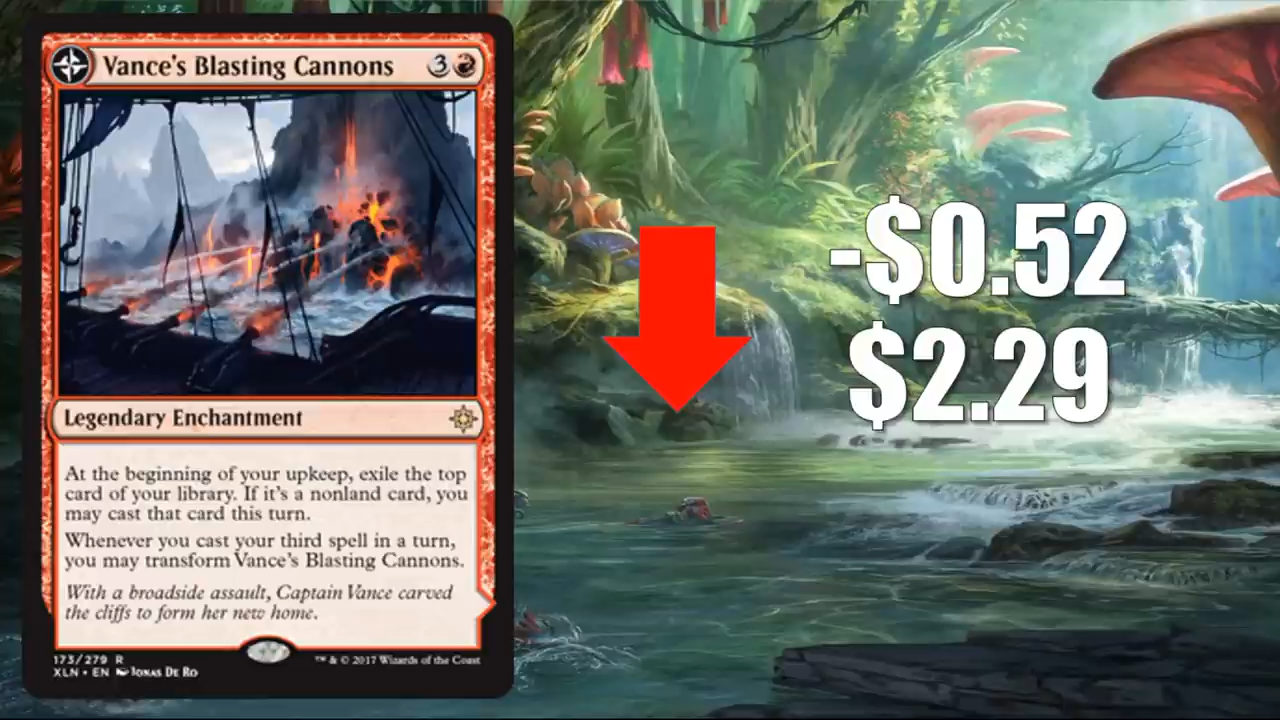 Vance's Blasting Cannons 3
Legendary Enchantment
At the beginning of your upkeep, exile the top
card of your library. If it's a nonland card, you
may cast that card this turn.
Whenever you cast your third spell in a turn,
you may transform Vance's Blasting Cannons.
With a broadside assault, Captain Vance carved
the cliffs to form her new home.
173/279 R
XLN • EN Jonas De Ro
™ & © 2017 Wizards of the Coast
-$0.52
$2.29